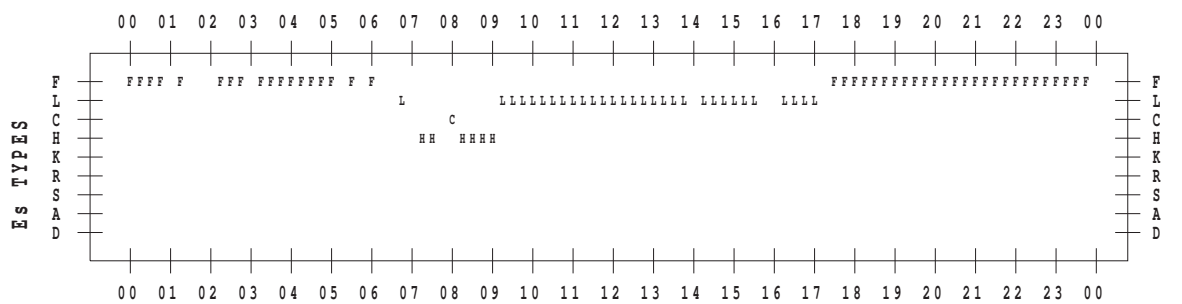 00 01 02 03 04 05 06 07 08 09 10 11 12 13 14 15 16 17 18 19 20 21 22 23 00
F FFFF F FFF FFFFFFFF F F FFFFFFFFFFFFFFFFFFFFFFFFFF F
L L LLLLLLLLLLLLLLLLLLL LLLLLL LLLL L
C C C
H HH HHHH H
K K
R R
S S
A A
D D
Es TYPES
00 01 02 03 04 05 06 07 08 09 10 11 12 13 14 15 16 17 18 19 20 21 22 23 00